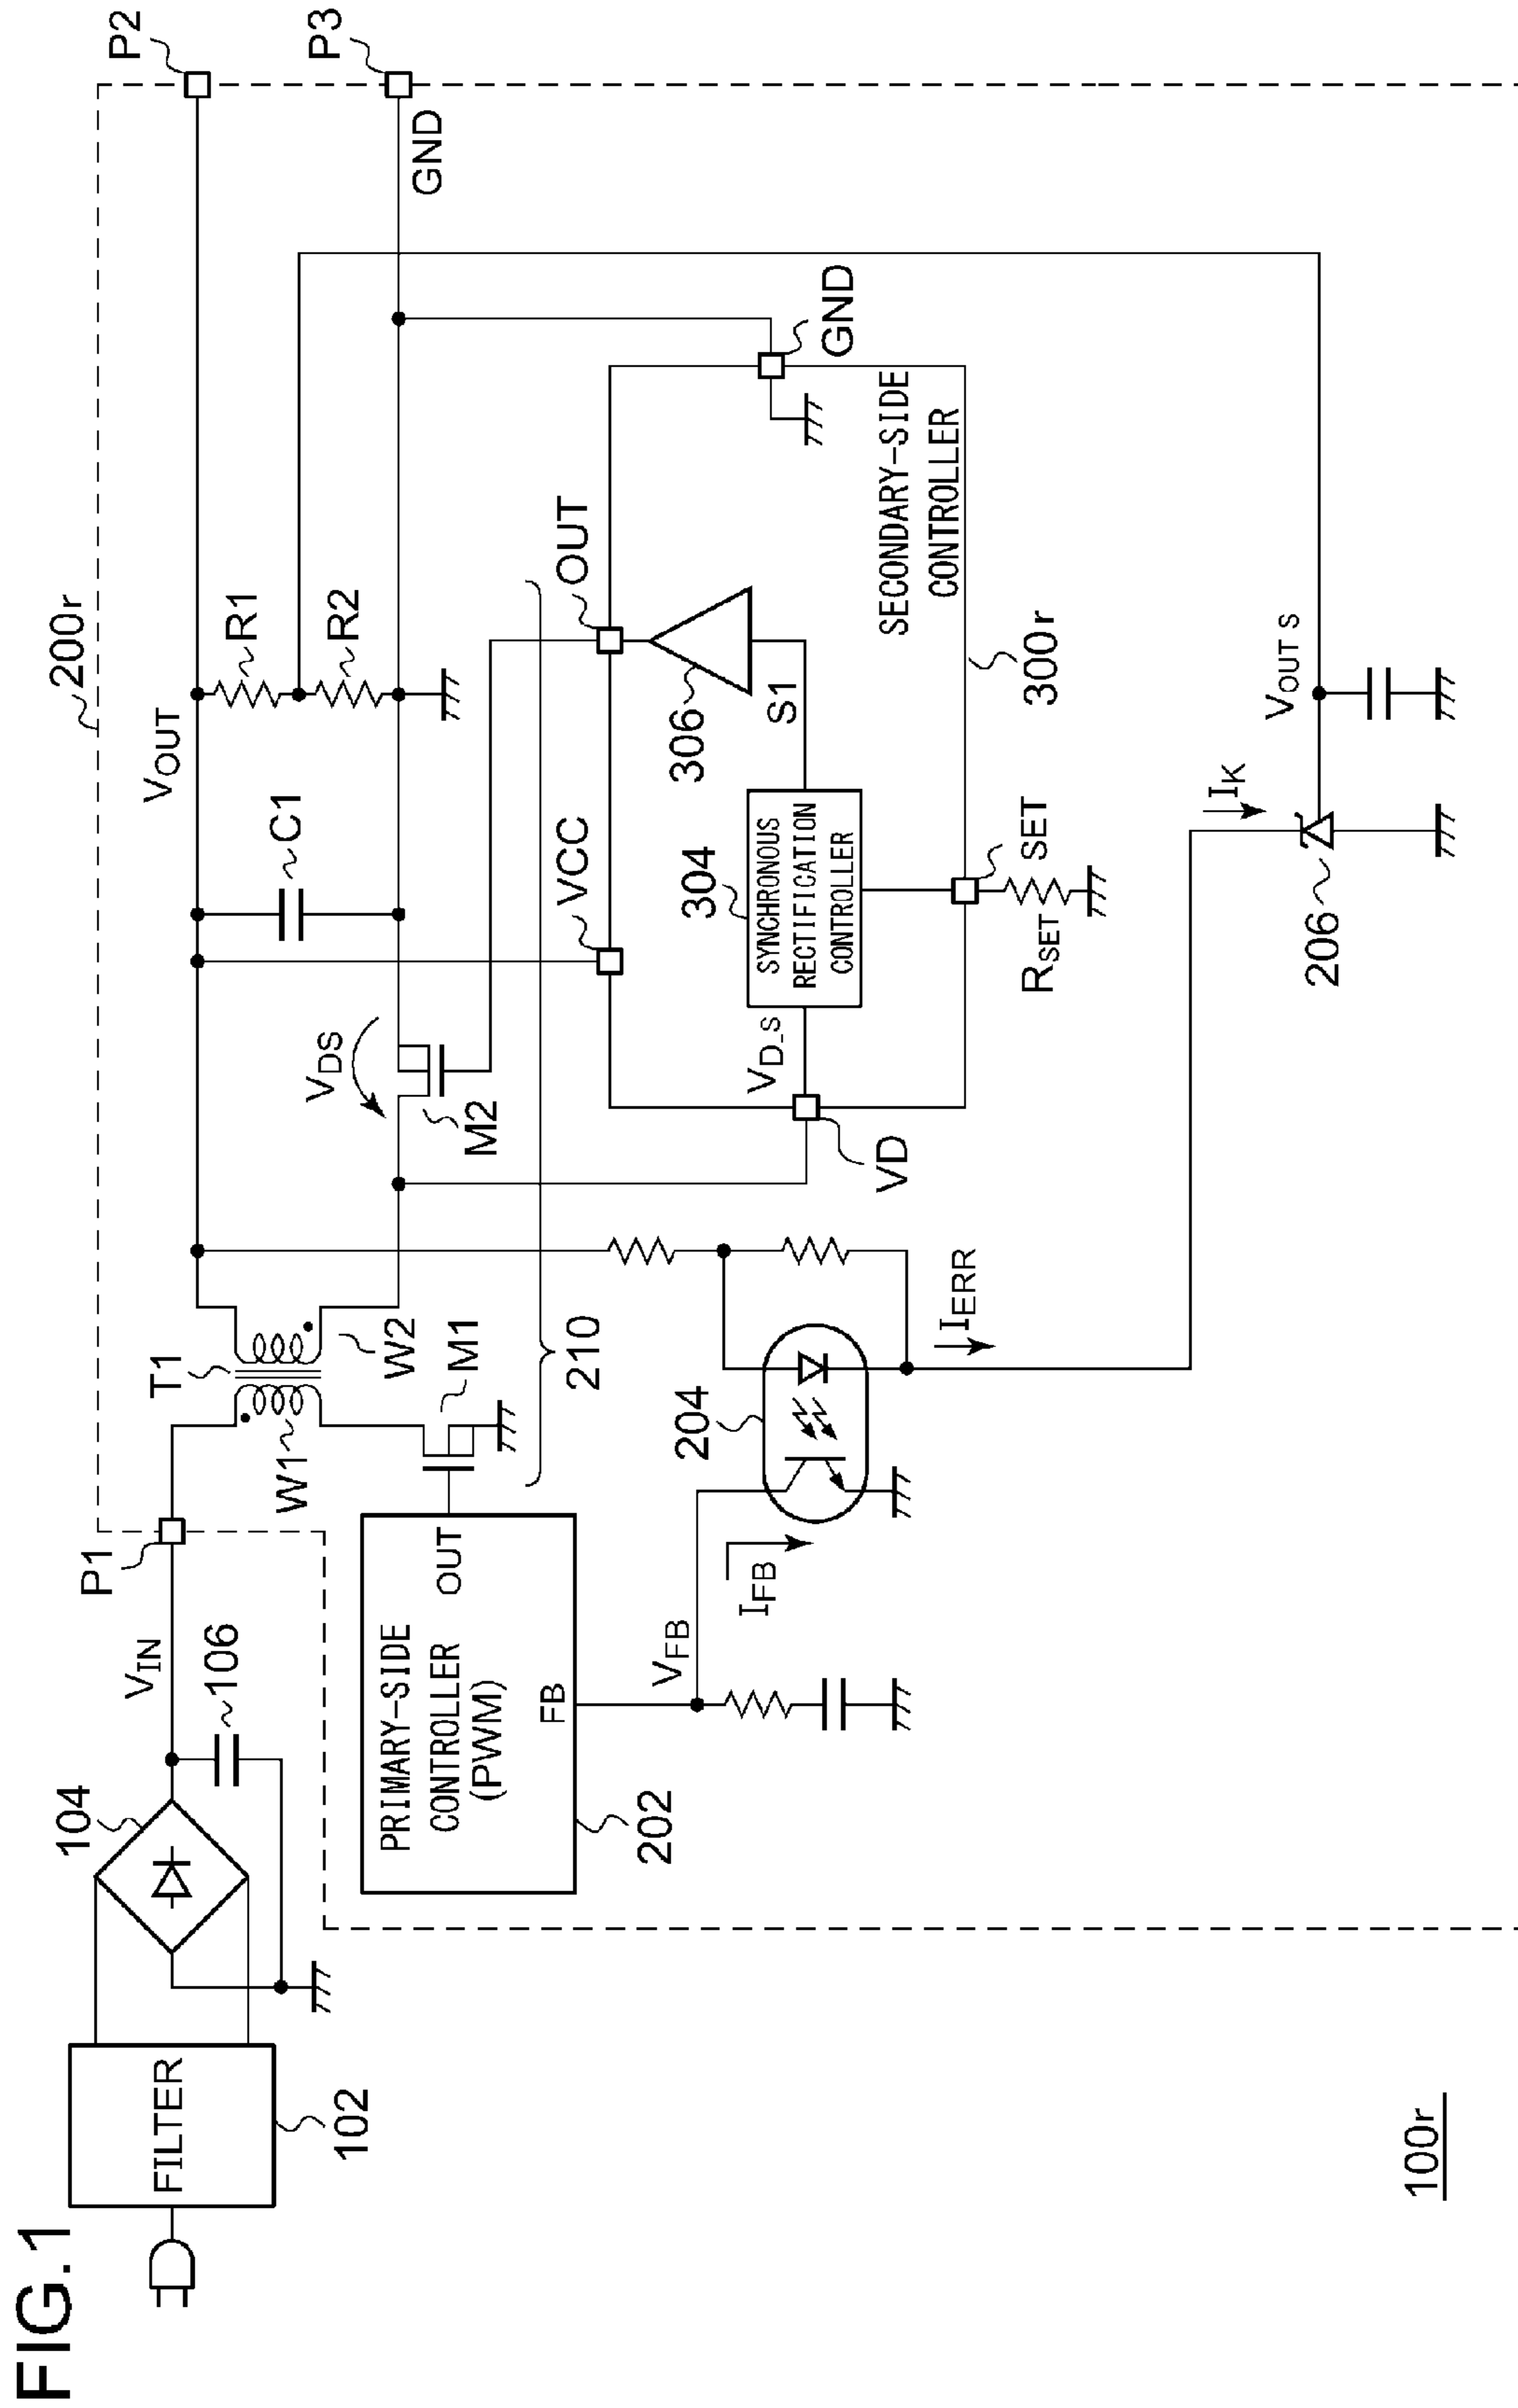 FIG.1
100r
FILTER
102
104
106
VIN
P1
200r
T1
W1
W2
M1
PRIMARY-SIDE
CONTROLLER
(PWM)
OUT
FB
202
210
VFB
IFB
204
IERR
VDS
M2
VOUT
C1
R1
R2
P2
P3
GND
VCC
OUT
GND
VD
VD_S
304
SYNCHRONOUS
RECTIFICATION
CONTROLLER
306
S1
SECONDARY-SIDE
CONTROLLER
300r
SET
RSET
206
IK
VOUT S